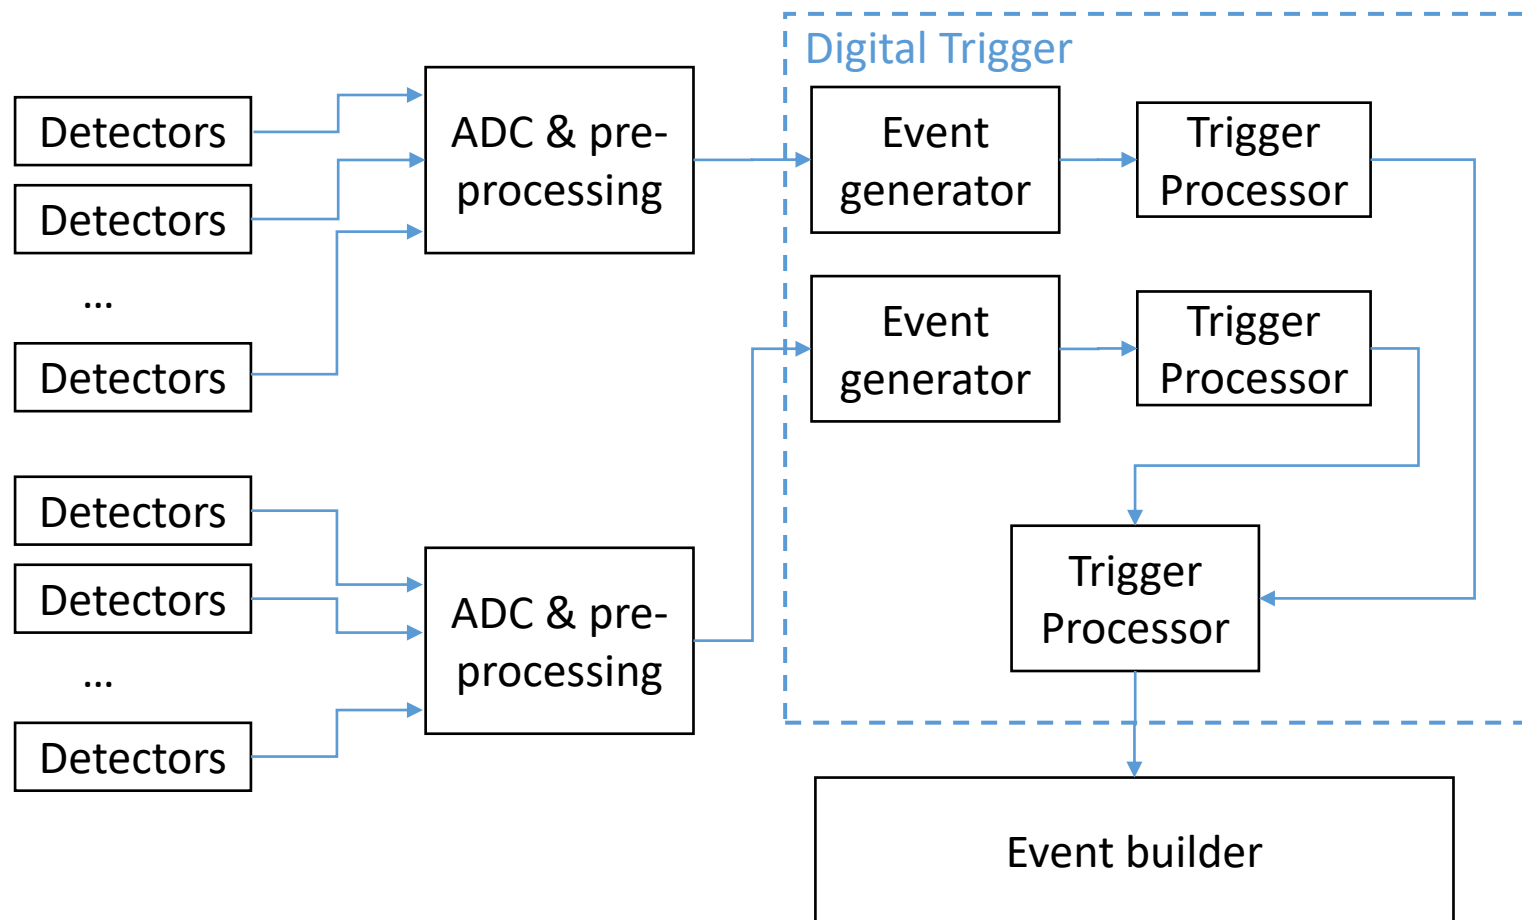 Digital Trigger
Detectors
Detectors
...
Detectors
ADC & pre-
processing
Event
generator
Trigger
Processor
Event
generator
Trigger
Processor
Detectors
Detectors
...
Detectors
ADC & pre-
processing
Trigger
Processor
Event builder